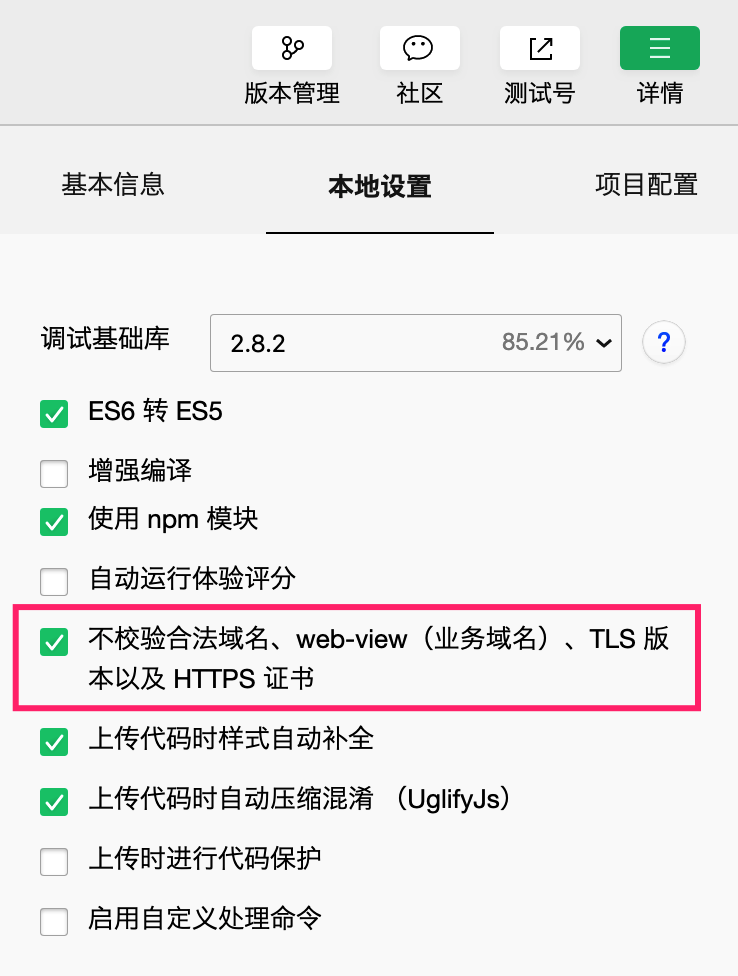 版本管理 社区 测试号 详情
基本信息 本地设置 项目配置
调试基础库 2.8.2 85.21% ?
ES6 转 ES5
增强编译
使用 npm 模块
自动运行体验评分
不校验合法域名、web-view（业务域名）、TLS 版
本以及 HTTPS 证书
上传代码时样式自动补全
上传代码时自动压缩混淆 （UglifyJs）
上传时进行代码保护
启用自定义处理命令